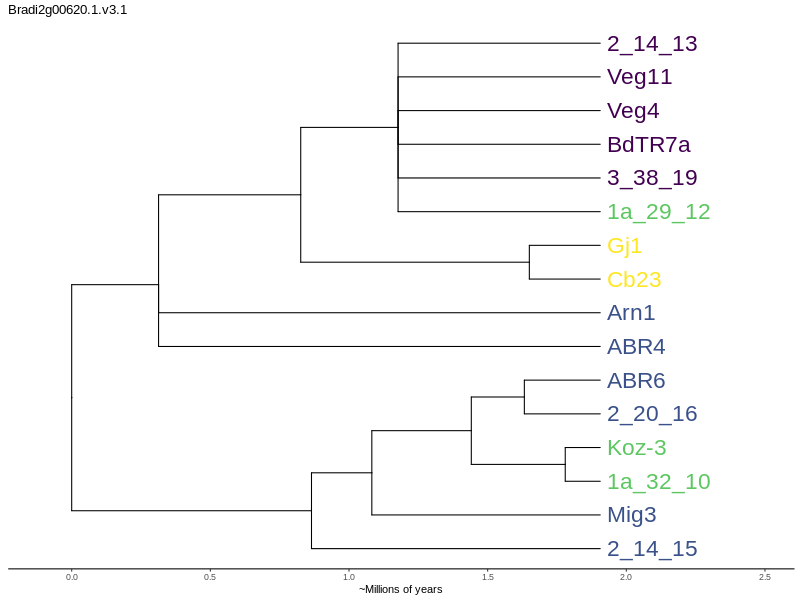 Bradi2g00620.1.v3.1
2_14_13
Veg11
Veg4
BdTR7a
3_38_19
1a_29_12
Gj1
Cb23
Arn1
ABR4
ABR6
2_20_16
Koz-3
1a_32_10
Mig3
2_14_15
0.0 0.5 1.0 1.5 2.0 2.5
~Millions of years